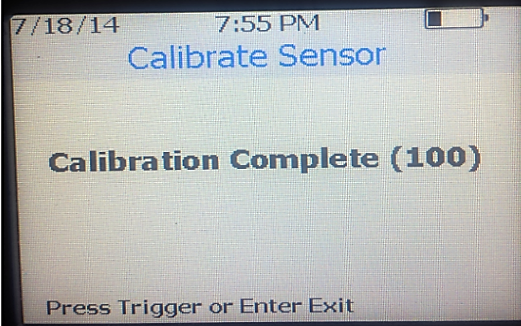 7/18/14 7:55 PM
Calibrate Sensor
Calibration Complete (100)
Press Trigger or Enter Exit